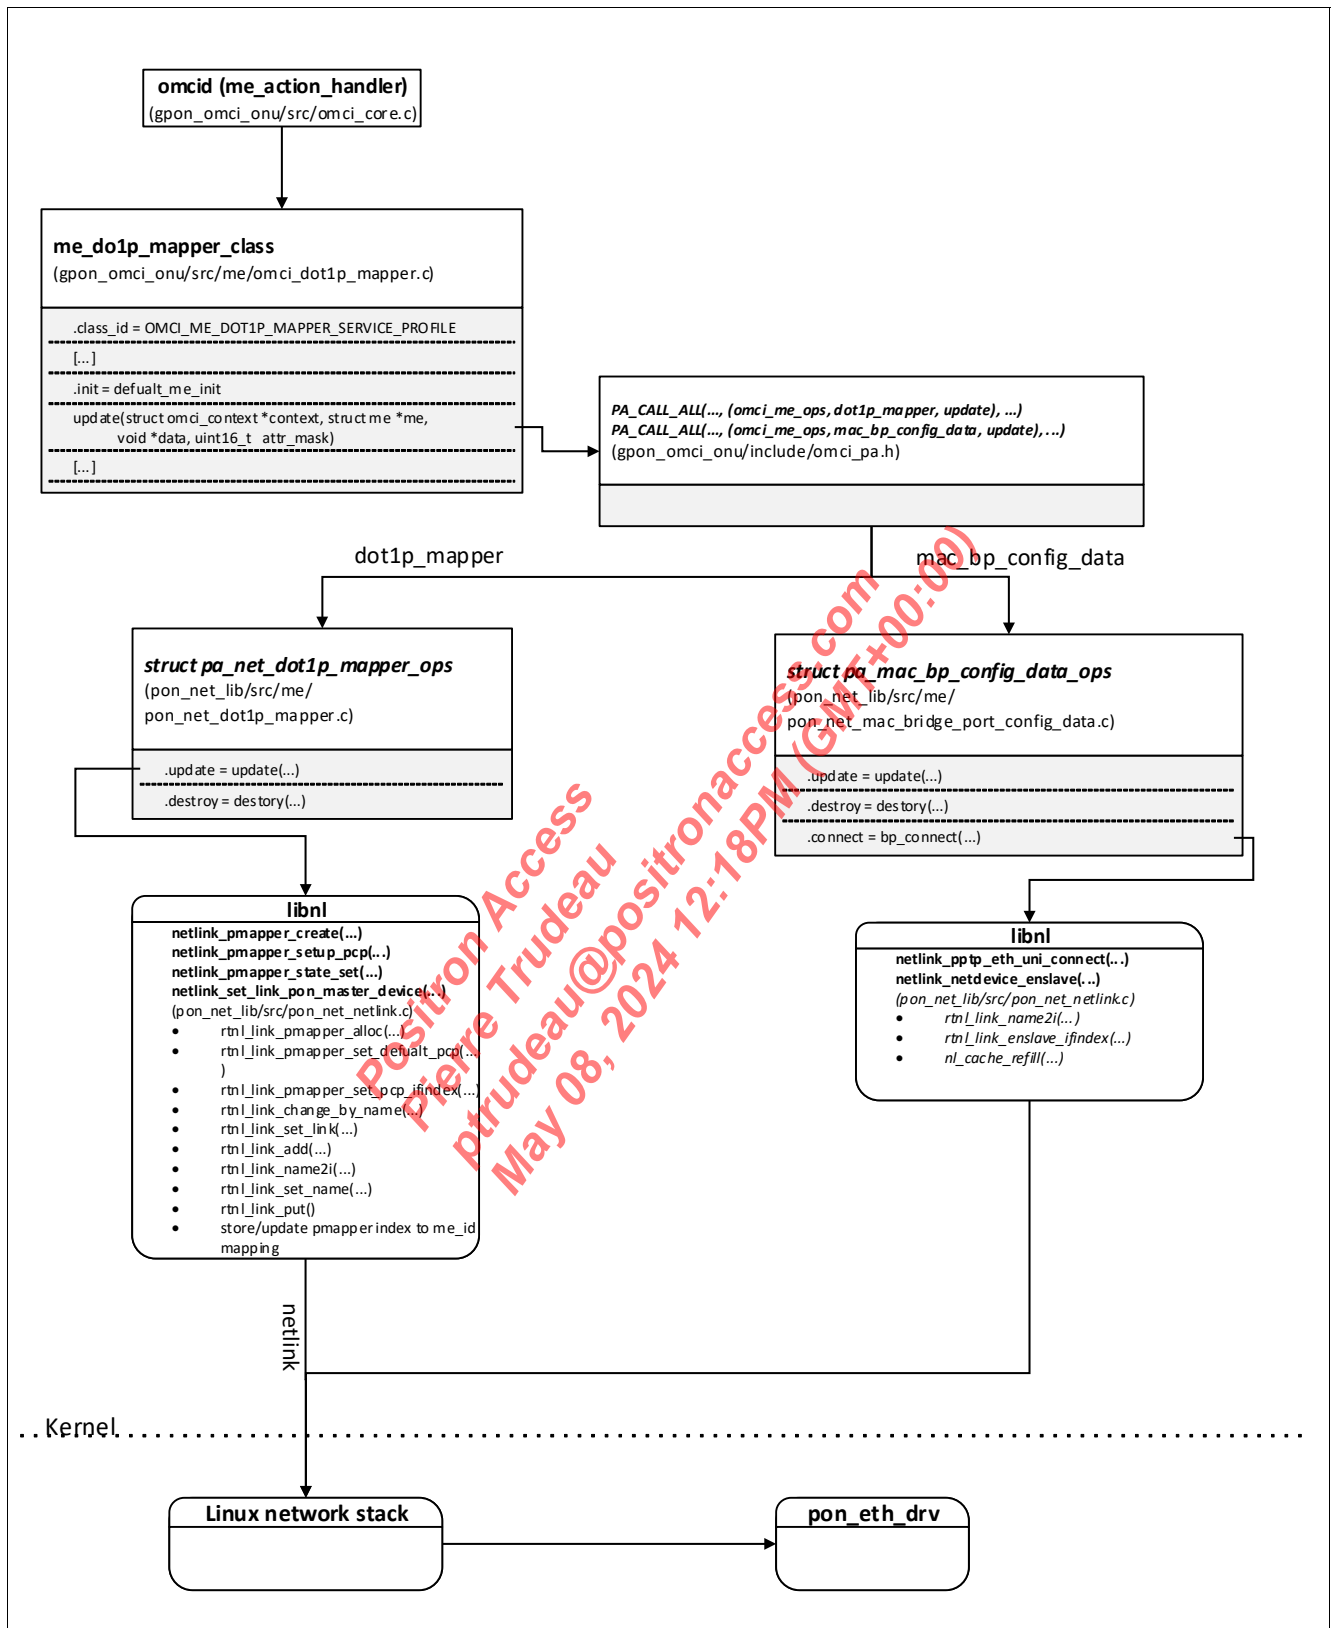 omcid (me_action_handler)
(gpon_omci_onu/src/omci_core.c)
me_do1p_mapper_class
(gpon_omci_onu/src/me/omci_dot1p_mapper.c)
.class_id = OMCI_ME_DOT1P_MAPPER_SERVICE_PROFILE
[...]
.init = defualt_me_init
update(struct omci_context *context, struct me *me,
void *data, uint16_t attr_mask)
[...]
PA_CALL_ALL(..., (omci_me_ops, dot1p_mapper, update), ...)
PA_CALL_ALL(..., (omci_me_ops, mac_bp_config_data, update), ...)
(gpon_omci_onu/include/omci_pa.h)
dot1p_mapper
mac_bp_config_data
struct pa_net_dot1p_mapper_ops
(pon_net_lib/src/me/
pon_net_dot1p_mapper.c)
.update = update(...)
.destroy = destory(...)
struct pa_mac_bp_config_data_ops
(pon_net_lib/src/me/
pon_net_mac_bridge_port_config_data.c)
.update = update(...)
.destroy = destory(...)
.connect = bp_connect(...)
libnl
netlink_pmapper_create(...)
netlink_pmapper_setup_pcp(...)
netlink_pmapper_state_set(...)
netlink_set_link_pon_master_device(...)
(pon_net_lib/src/pon_net_netlink.c)
• rtnl_link_pmapper_alloc(...)
• rtnl_link_pmapper_set_defualt_pcp(...
)
• rtnl_link_pmapper_set_pcp_ifindex(...)
• rtnl_link_change_by_name(...)
• rtnl_link_set_link(...)
• rtnl_link_add(...)
• rtnl_link_name2i(...)
• rtnl_link_set_name(...)
• rtnl_link_put()
• store/update pmapper index to me_id
mapping
libnl
netlink_pptp_eth_uni_connect(...)
netlink_netdevice_enslave(...)
(pon_net_lib/src/pon_net_netlink.c)
• rtnl_link_name2i(...)
• rtnl_link_enslave_ifindex(...)
• nl_cache_refill(...)
netlink
Kernel
Linux network stack
pon_eth_drv
Positron Access
Pierre Trudeau
ptrudeau@positronaccess.com
May 08, 2024 12:18PM (GMT+00:00)